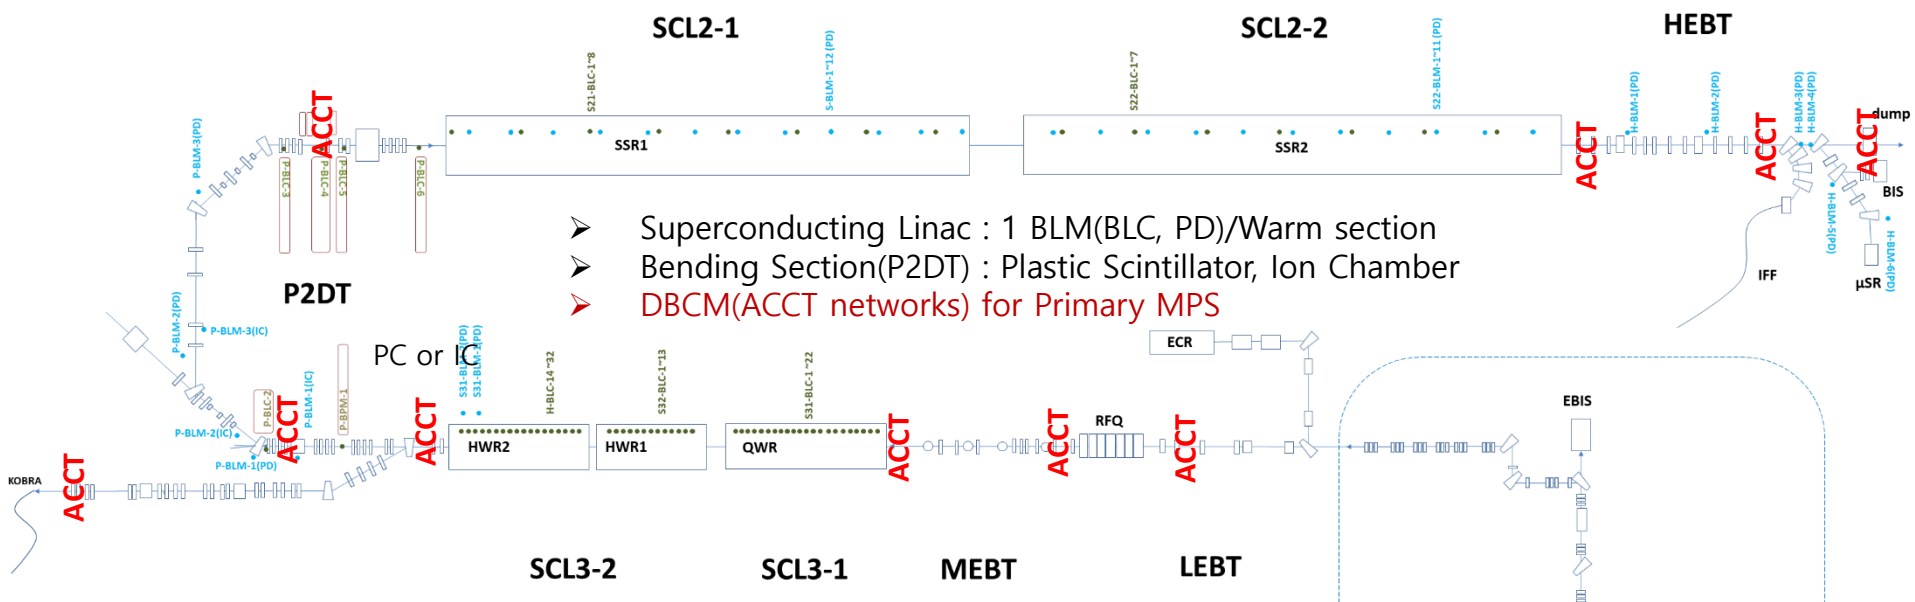 SCL2-1
SCL2-2
HEBT
S21-BLC-1~8
S-BLM-1~12 (PD)
S22-BLC-1~7
S22-BLM-1~11 (PD)
H-BLM-1(PD)
H-BLM-2(PD)
H-BLM-3(PD)
H-BLM-4(PD)
dump
ACCT
ACCT
ACCT
ACCT
P-BLM-3(PD)
SSR1
SSR2
P-BLC-3
P-BLC-4
P-BLC-5
P-BLC-6
BIS
H-BLM-5(PD)
H-BLM-6(PD)
IFF
μSR
➢ Superconducting Linac : 1 BLM(BLC, PD)/Warm section
➢ Bending Section(P2DT) : Plastic Scintillator, Ion Chamber
➢ DBCM(ACCT networks) for Primary MPS
P2DT
P-BLM-2(PD)
P-BLM-3(IC)
PC or IC
S31-BLM-1(PD)
H-BLC-14~32
S32-BLC-1~13
S31-BLC-1 ~22
ECR
EBIS
P-BLC-2
P-BLM-1(IC)
P-BPM-1
P-BLM-2(IC)
P-BLM-1(PD)
ACCT
ACCT
HWR2
HWR1
QWR
ACCT
ACCT
RFQ
ACCT
KOBRA
ACCT
SCL3-2
SCL3-1
MEBT
LEBT